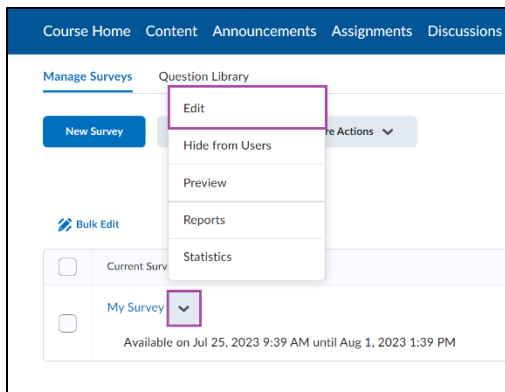 Course Home Content Announcements Assignments Discussions
Manage Surveys Question Library
Edit
New Survey re Actions
Hide from Users
Preview
Reports
Bulk Edit
Statistics
Current Surv
My Survey
Available on Jul 25, 2023 9:39 AM until Aug 1, 2023 1:39 PM